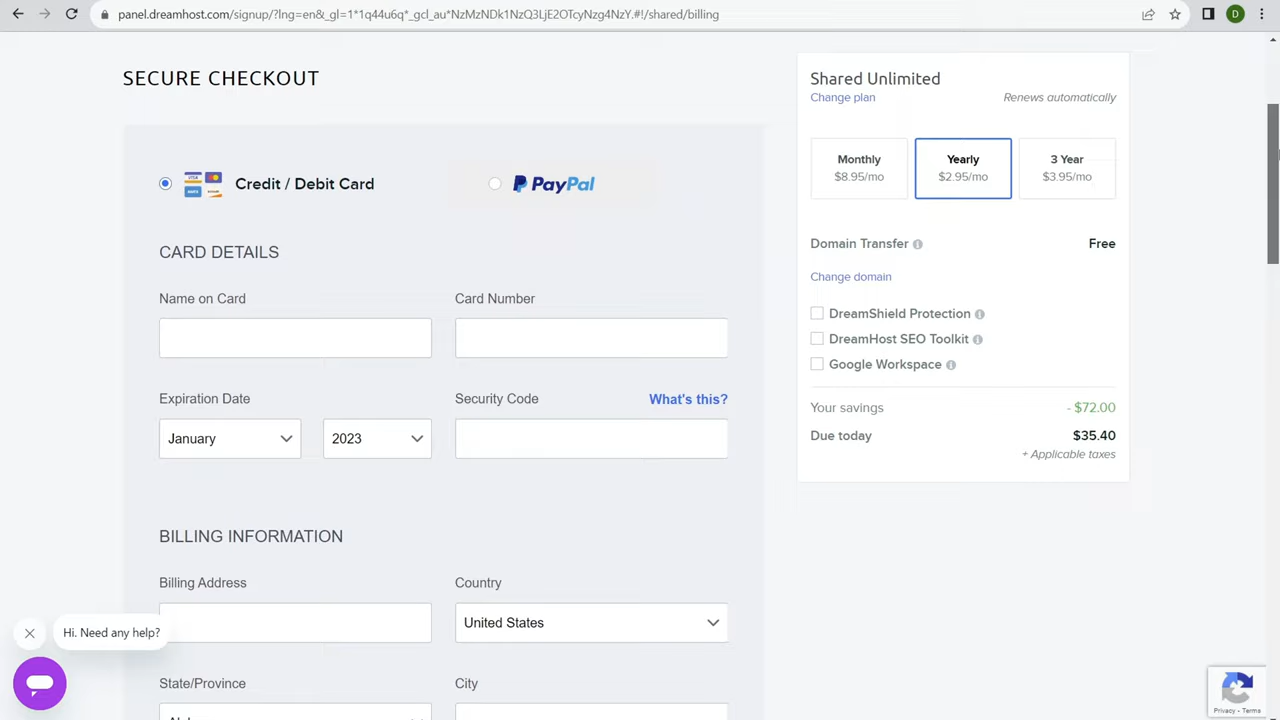 panel.dreamhost.com/signup/?lng=en&_gl=1*1q44u6q*_gcl_au*NzMzNDk1NzQ3LjE2OTcyNzg4NzY.#!/shared/billing
D
SECURE CHECKOUT
Credit / Debit Card
PayPal
CARD DETAILS
Name on Card
Card Number
Expiration Date
Security Code
What's this?
January
2023
BILLING INFORMATION
Billing Address
Country
United States
State/Province
City
Shared Unlimited
Change plan
Renews automatically
Monthly
$8.95/mo
Yearly
$2.95/mo
3 Year
$3.95/mo
Domain Transfer
Free
Change domain
DreamShield Protection
DreamHost SEO Toolkit
Google Workspace
Your savings
- $72.00
Due today
$35.40
+ Applicable taxes
Hi. Need any help?
Privacy - Terms